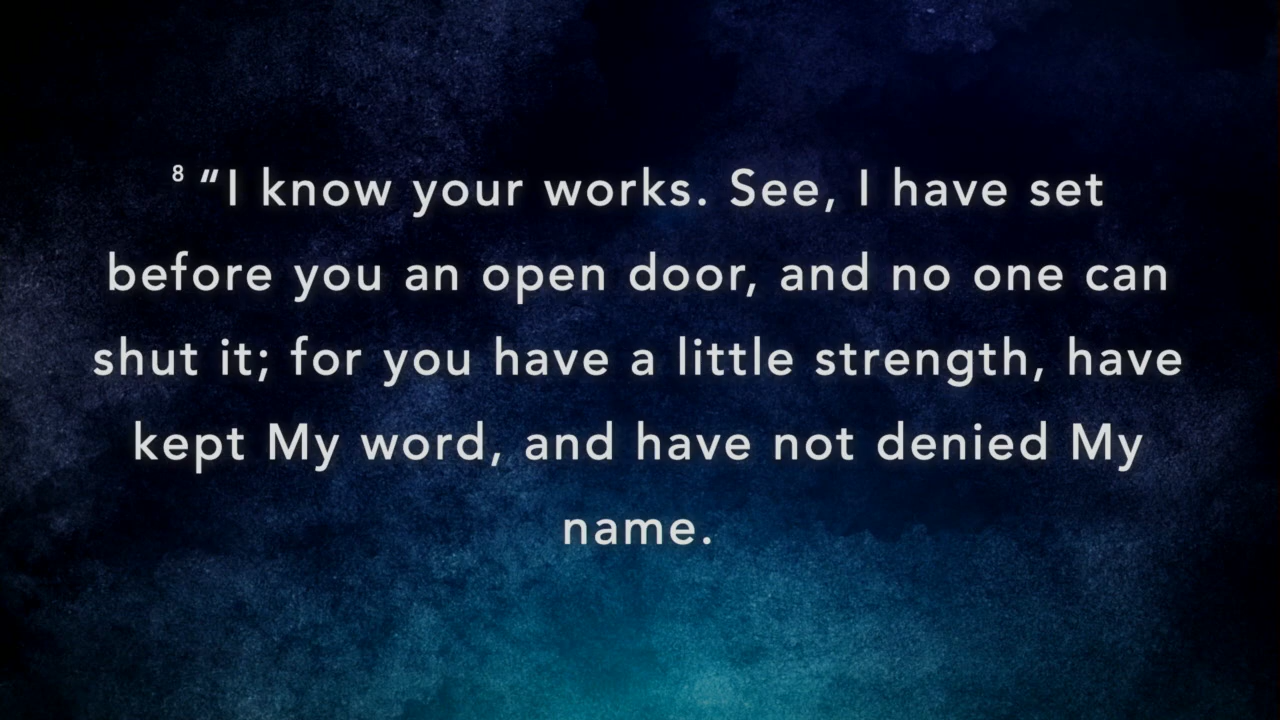 8 “I know your works. See, I have set
before you an open door, and no one can
shut it; for you have a little strength, have
kept My word, and have not denied My
name.